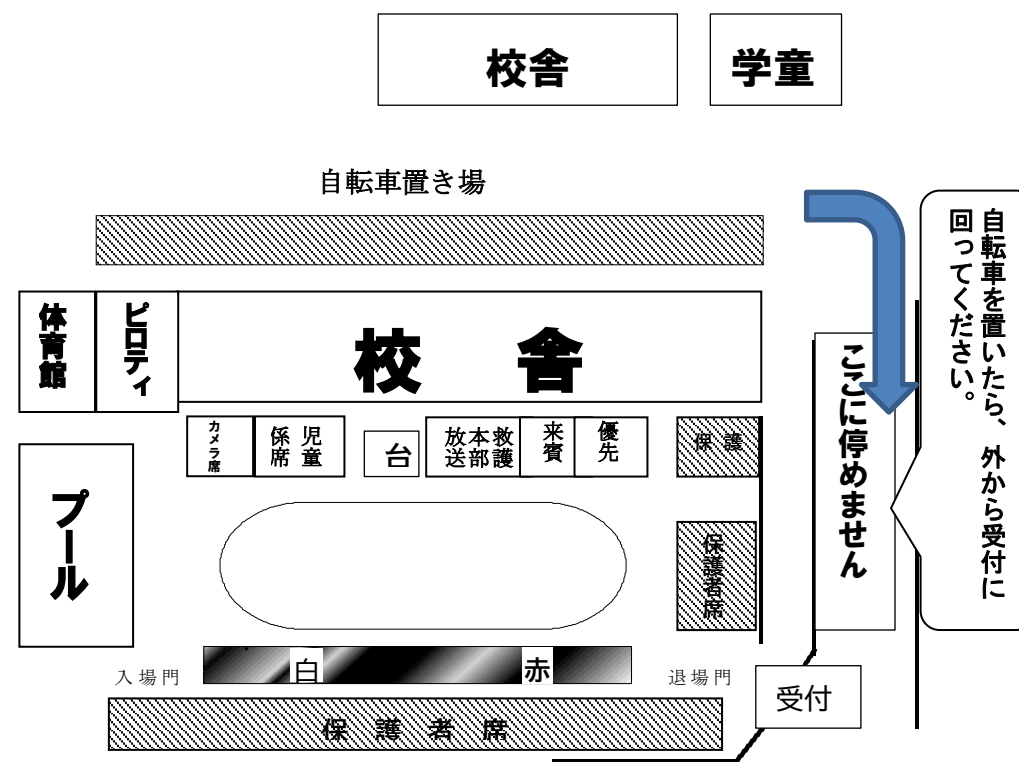 校舎
学童
自転車置き場
自転車を置いたら、外から受付に
回ってください。
体育館
ピロティ
校 舎
ここに停めません
カメラ席
児童
係席
台
救護
本部
放送
来賓
優先
保 護
プール
保護者席
白
赤
入場門
退場門
受付
保 護 者 席